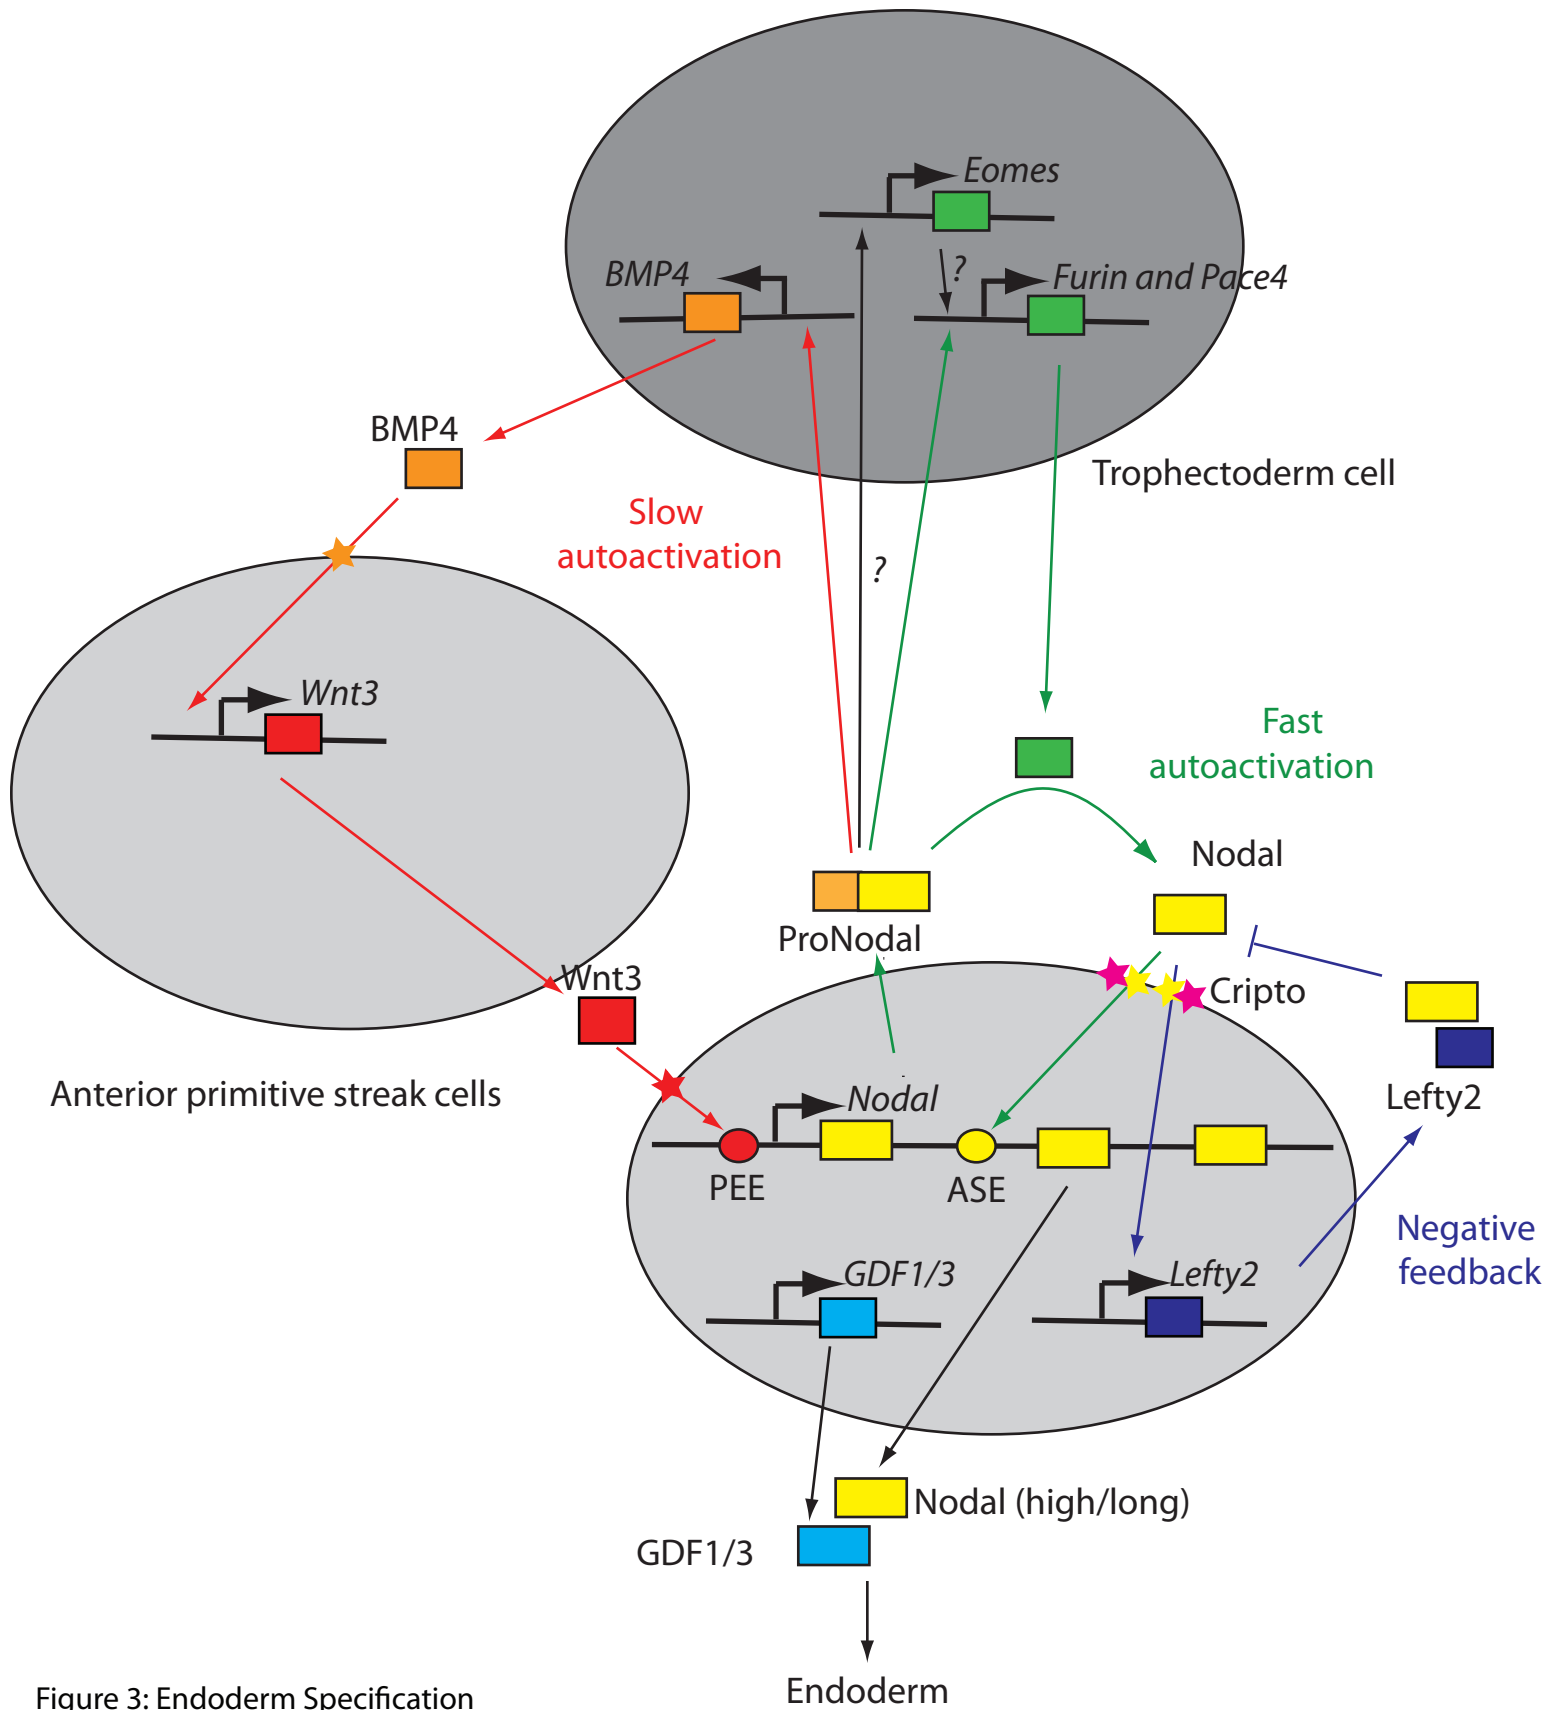 Eomes
?
BMP4
Furin and Pace4
BMP4
Trophectoderm cell
Slow
autoactivation
?
Wnt3
Fast
autoactivation
Nodal
ProNodal
Wnt3
Cripto
Anterior primitive streak cells
Nodal
Lefty2
PEE
ASE
Negative
feedback
GDF1/3
Lefty2
Nodal (high/long)
GDF1/3
Endoderm
Figure 3: Endoderm Specification